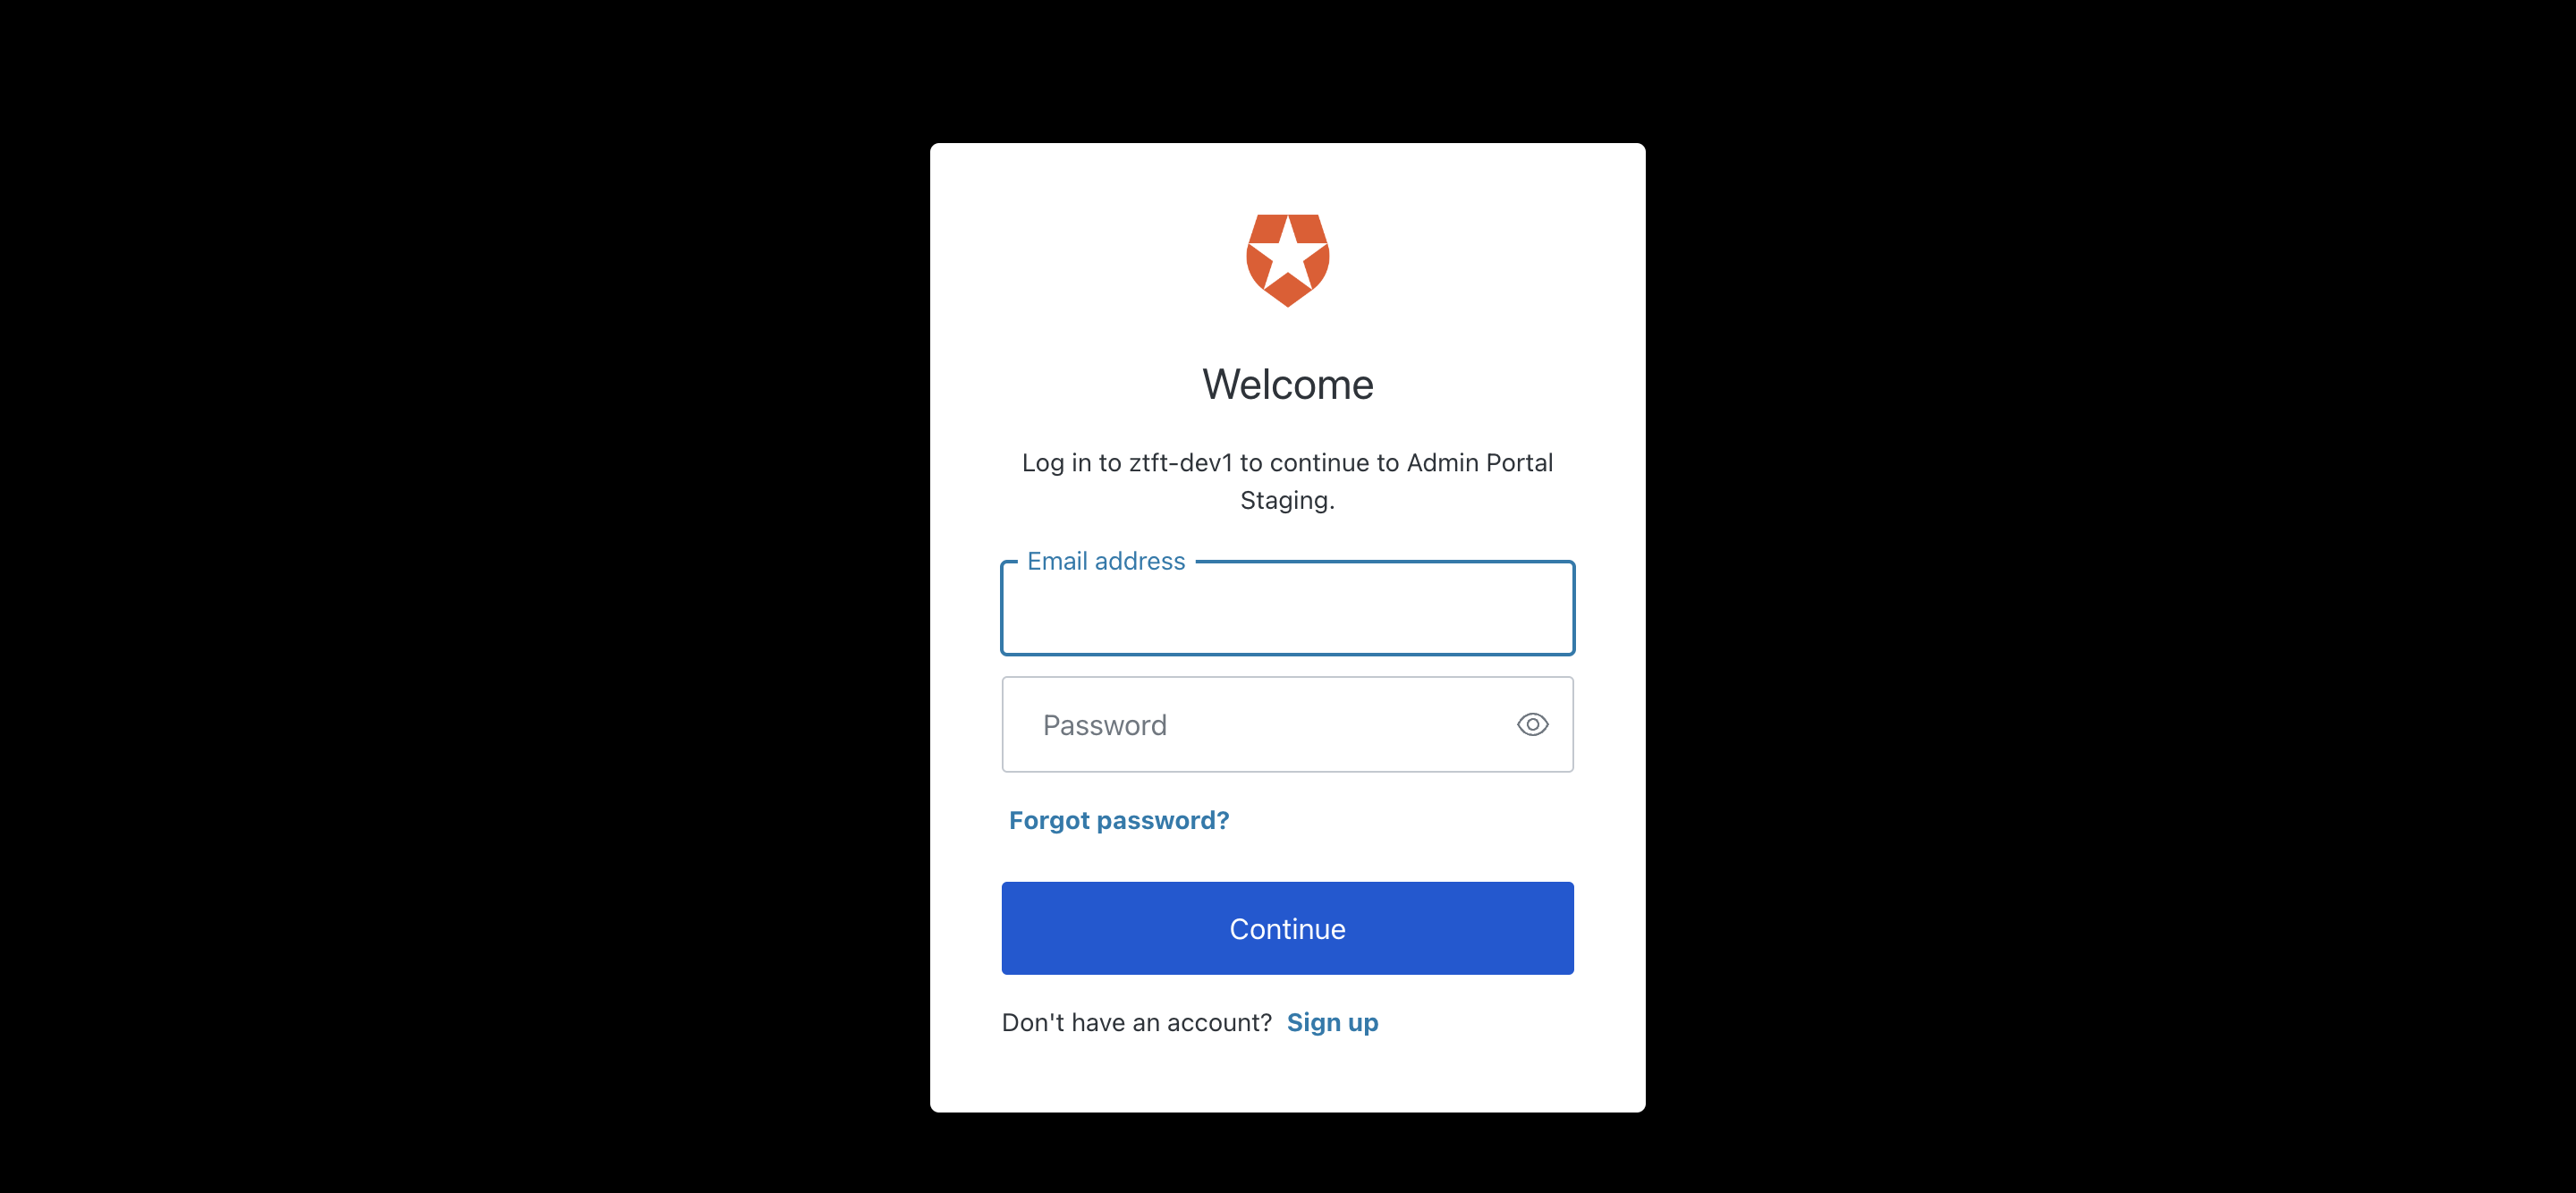 Welcome
Log in to ztft-dev1 to continue to Admin Portal
Staging.
Email address
Password
Forgot password?
Continue
Don't have an account? Sign up